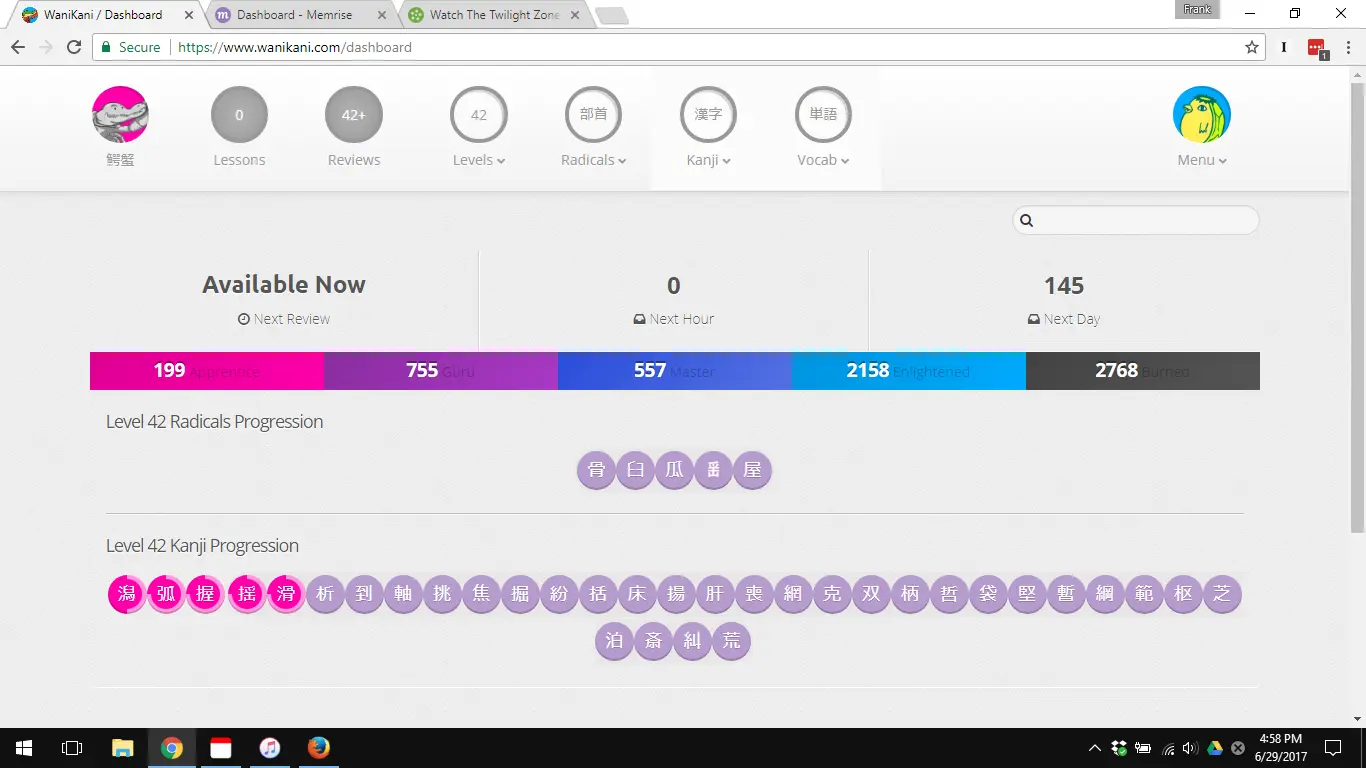 Frank
WaniKani / Dashboard
Dashboard - Memrise
Watch The Twilight Zone
Secure https://www.wanikani.com/dashboard
I
1
0 42+ 42 部首 漢字 単語
鰐蟹 Lessons Reviews Levels Radicals Kanji Vocab Menu
Available Now 0 145
Next Review Next Hour Next Day
199 Apprentice 755 Guru 557 Master 2158 Enlightened 2768 Burned
Level 42 Radicals Progression
骨 臼 瓜 屋
Level 42 Kanji Progression
潟 弧 握 揺 滑 析 到 軸 挑 焦 掘 紛 括 床 揚 肝 喪 網 克 双 柄 哲 袋 堅 暫 綱 範 枢 芝
泊 斎 糾 荒
4:58 PM
6/29/2017